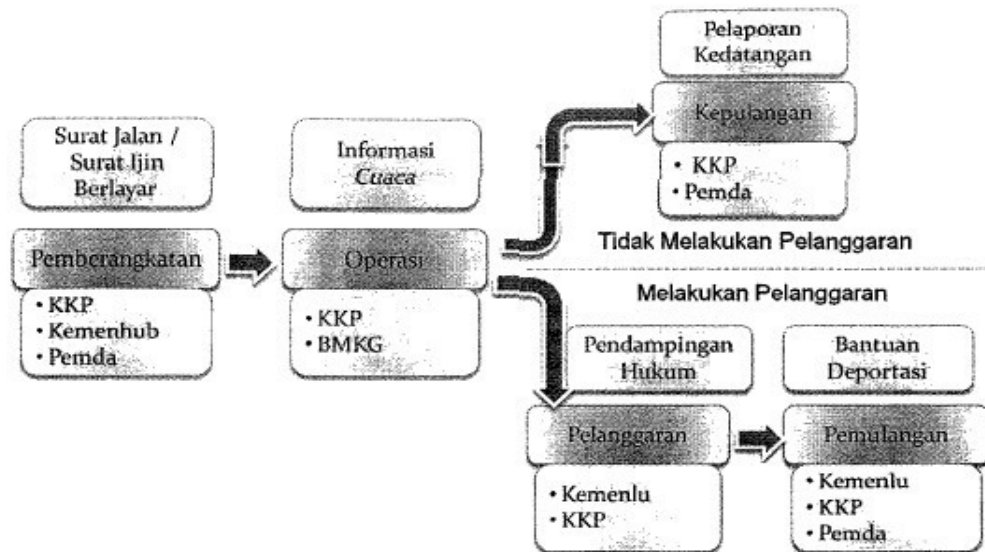 Pelaporan
Kedatangan
Kepulangan
• KKP
• Pemda
Tidak Melakukan Pelanggaran
Surat Jalan /
Surat Ijin
Berlayar
Pemberangkatan
• KKP
• Kemenhub
• Pemda
Informasi
Cuaca
Operasi
• KKP
• BMKG
Melakukan Pelanggaran
Pendampingan
Hukum
Pelanggaran
• Kemenlu
• KKP
Bantuan
Deportasi
Pemulangan
• Kemenlu
• KKP
• Pemda